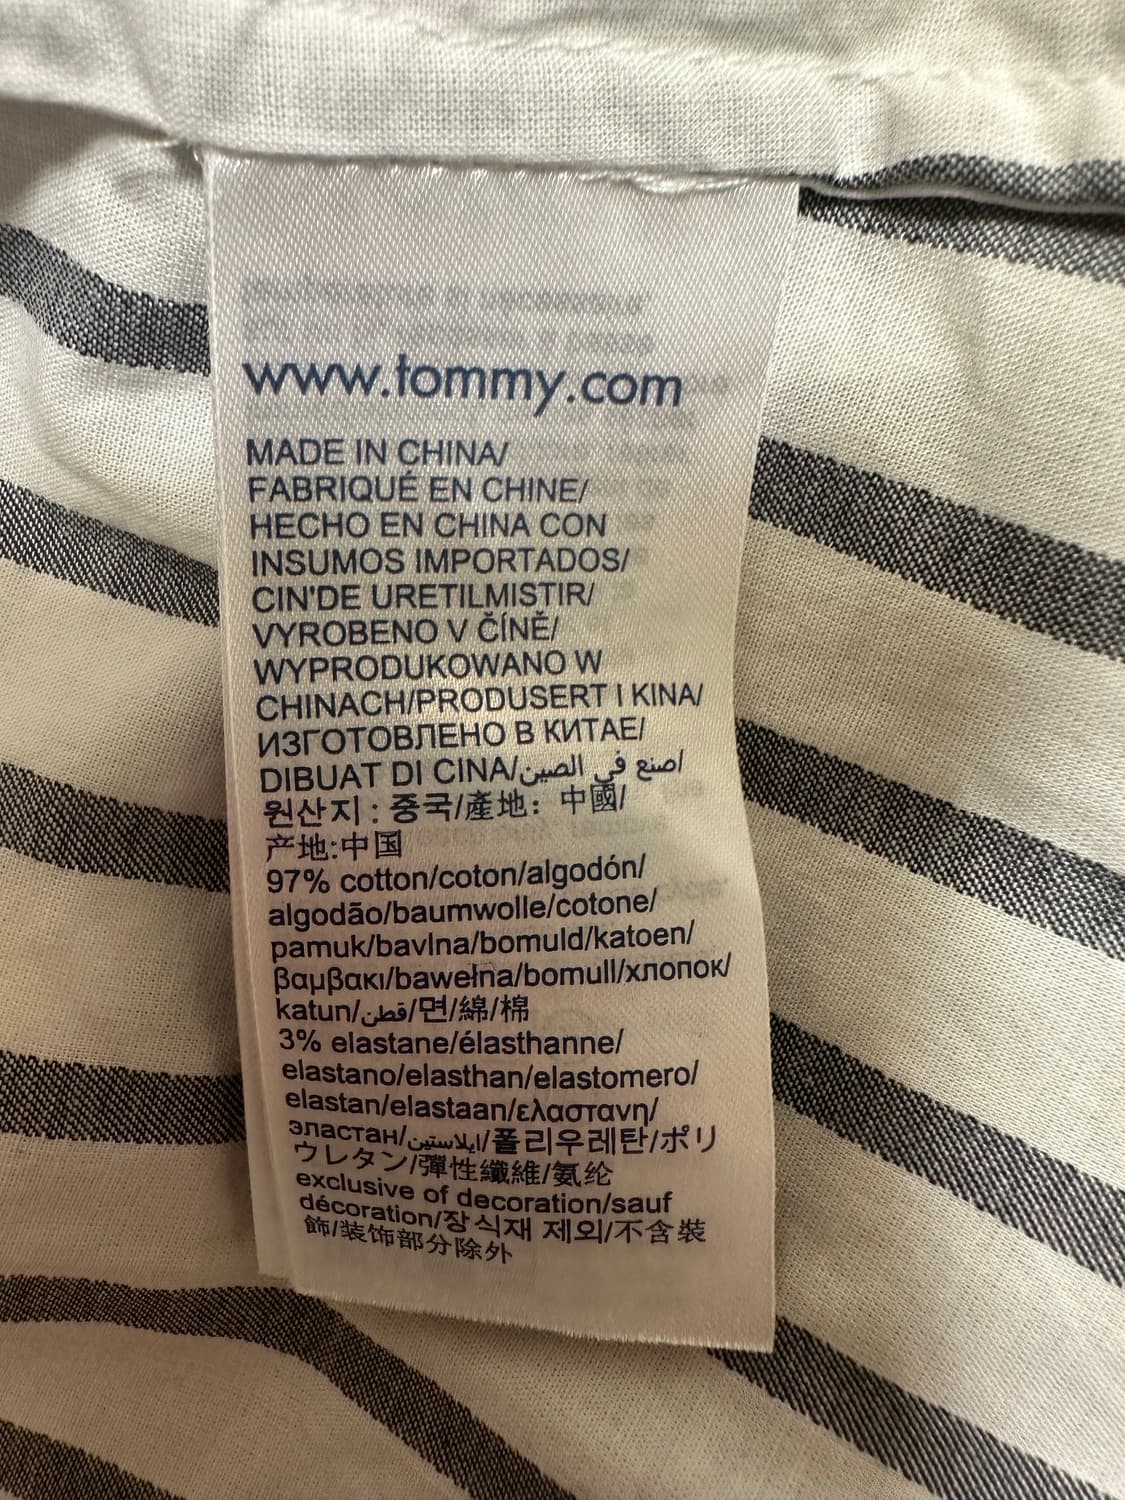 www.tommy.com
MADE IN CHINA/
FABRIQUÉ EN CHINE/
HECHO EN CHINA CON
INSUMOS IMPORTADOS/
CIN'DE URETILMISTIR/
VYROBENO V ČÍNĚ/
WYPRODUKOWANO W
CHINACH/PRODUSERT I KINA/
ИЗГОТОВЛЕНО В КИТАЕ/
DIBUAT DI CINA/صنع في الصين/
원산지 : 중국/產地: 中國/
产地:中国
97% cotton/coton/algodón/
algodão/baumwolle/cotone/
pamuk/bavlna/bomuld/katoen/
βαμβακι/bawełna/bomull/хлопок/
katun/قطن/면/綿/棉
3% elastane/élasthanne/
elastano/elasthan/elastomero/
elastan/elastaan/ελαστανη/
эластан/ايلاستين/폴리우레탄/ポリ
ウレタン/彈性纖維/氨纶
exclusive of decoration/sauf
décoration/장식재 제외/不含裝
飾/装饰部分除外